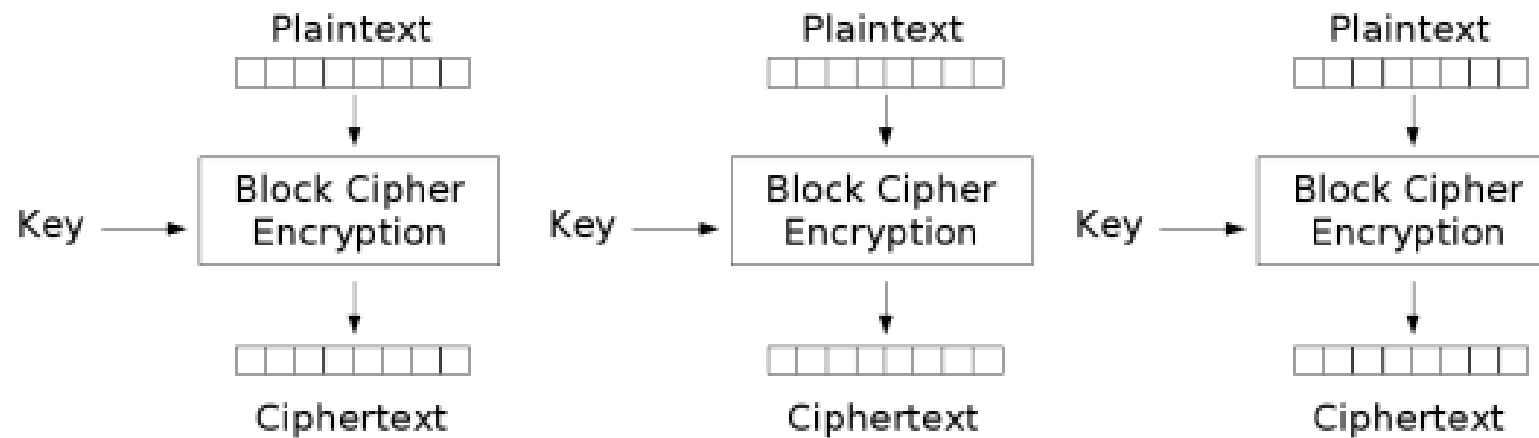 Plaintext Plaintext Plaintext
Block Cipher Block Cipher Block Cipher
Key Encryption Key Encryption Key Encryption
Ciphertext Ciphertext Ciphertext